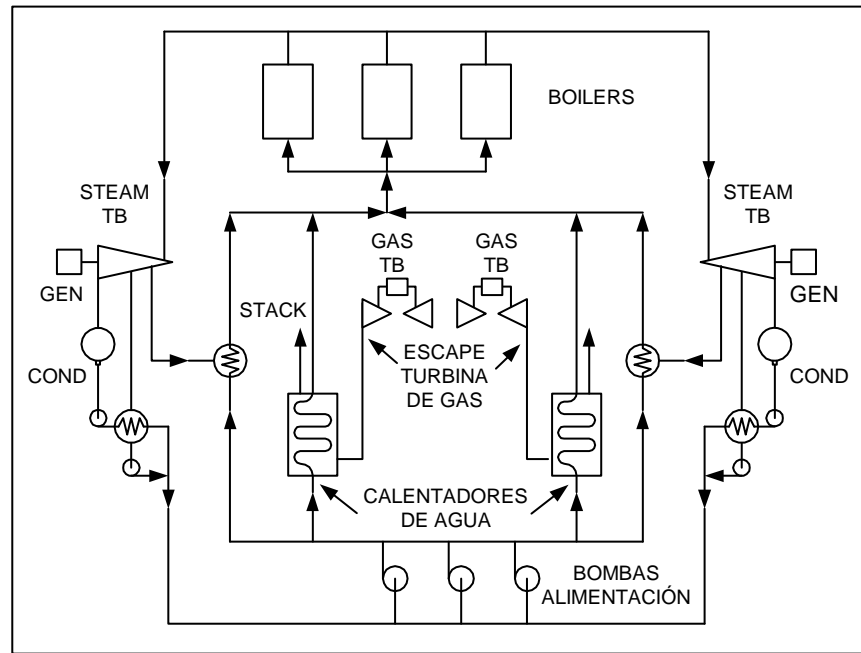 BOILERS
STEAM
TB
STEAM
TB
GAS
TB
GAS
TB
GEN
GEN
STACK
ESCAPE
TURBINA
DE GAS
COND
COND
CALENTADORES
DE AGUA
BOMBAS
ALIMENTACIÓN